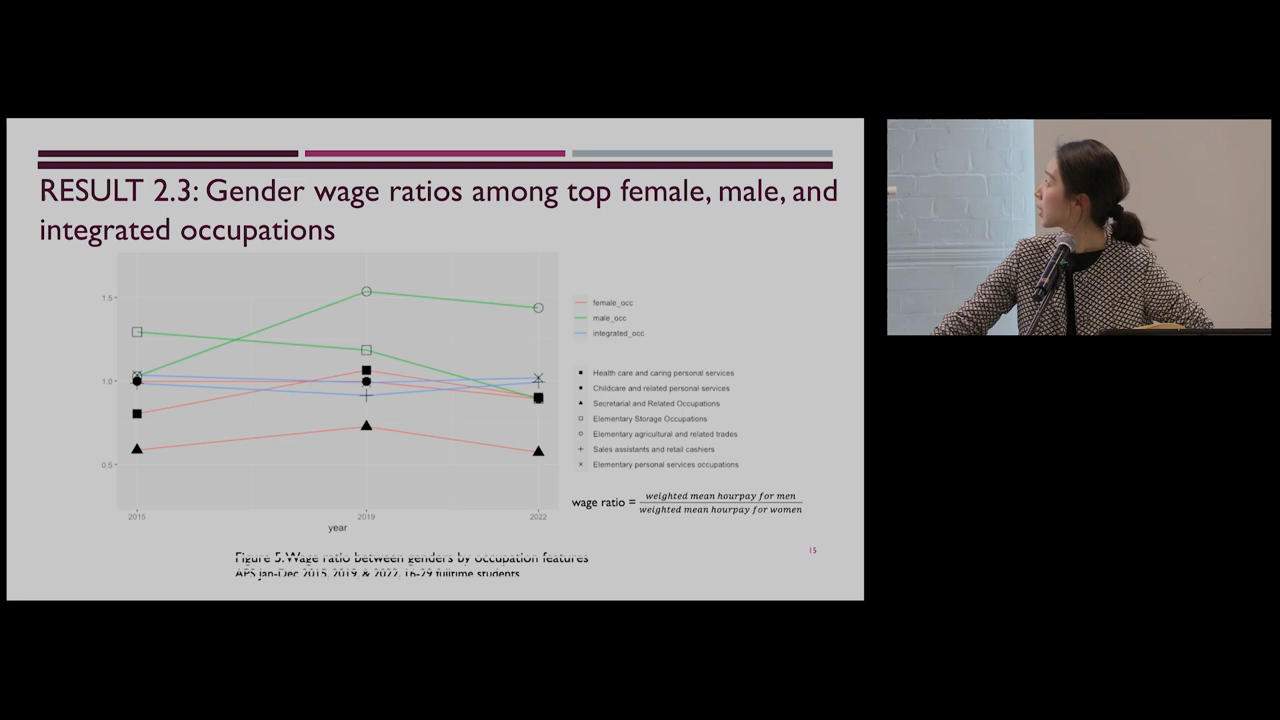 RESULT 2.3: Gender wage ratios among top female, male, and
integrated occupations
1.5
1.0
0.5
2015
2019
2022
year
female_occ
male_occ
integrated_occ
Health care and caring personal services
Childcare and related personal services
Secretarial and Related Occupations
Elementary Storage Occupations
Elementary agricultural and related trades
Sales assistants and retail cashiers
Elementary personal services occupations
wage ratio = weighted mean hourpay for men
weighted mean hourpay for women
15
Figure 5. Wage ratio between genders by occupation features
APS Jan-Dec 2015, 2019, & 2022, 16-29 fulltime students